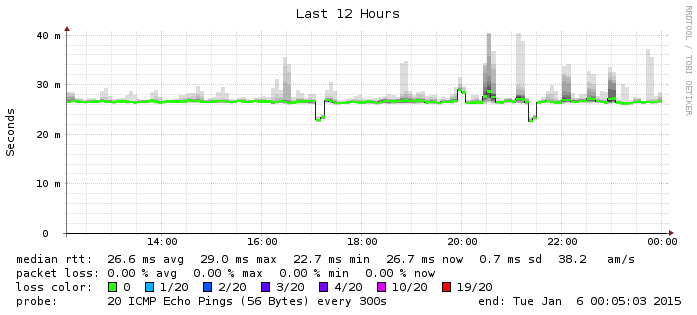 Last 12 Hours
RRDTOOL / TOBI OETIKER
Seconds
40 m
30 m
20 m
10 m
0
14:00 16:00 18:00 20:00 22:00 00:00
median rtt: 26.6 ms avg 29.0 ms max 22.7 ms min 26.7 ms now 0.7 ms sd 38.2 am/s
packet loss: 0.00 % avg 0.00 % max 0.00 % min 0.00 % now
loss color: 0 1/20 2/20 3/20 4/20 10/20 19/20
probe: 20 ICMP Echo Pings (56 Bytes) every 300s end: Tue Jan 6 00:05:03 2015